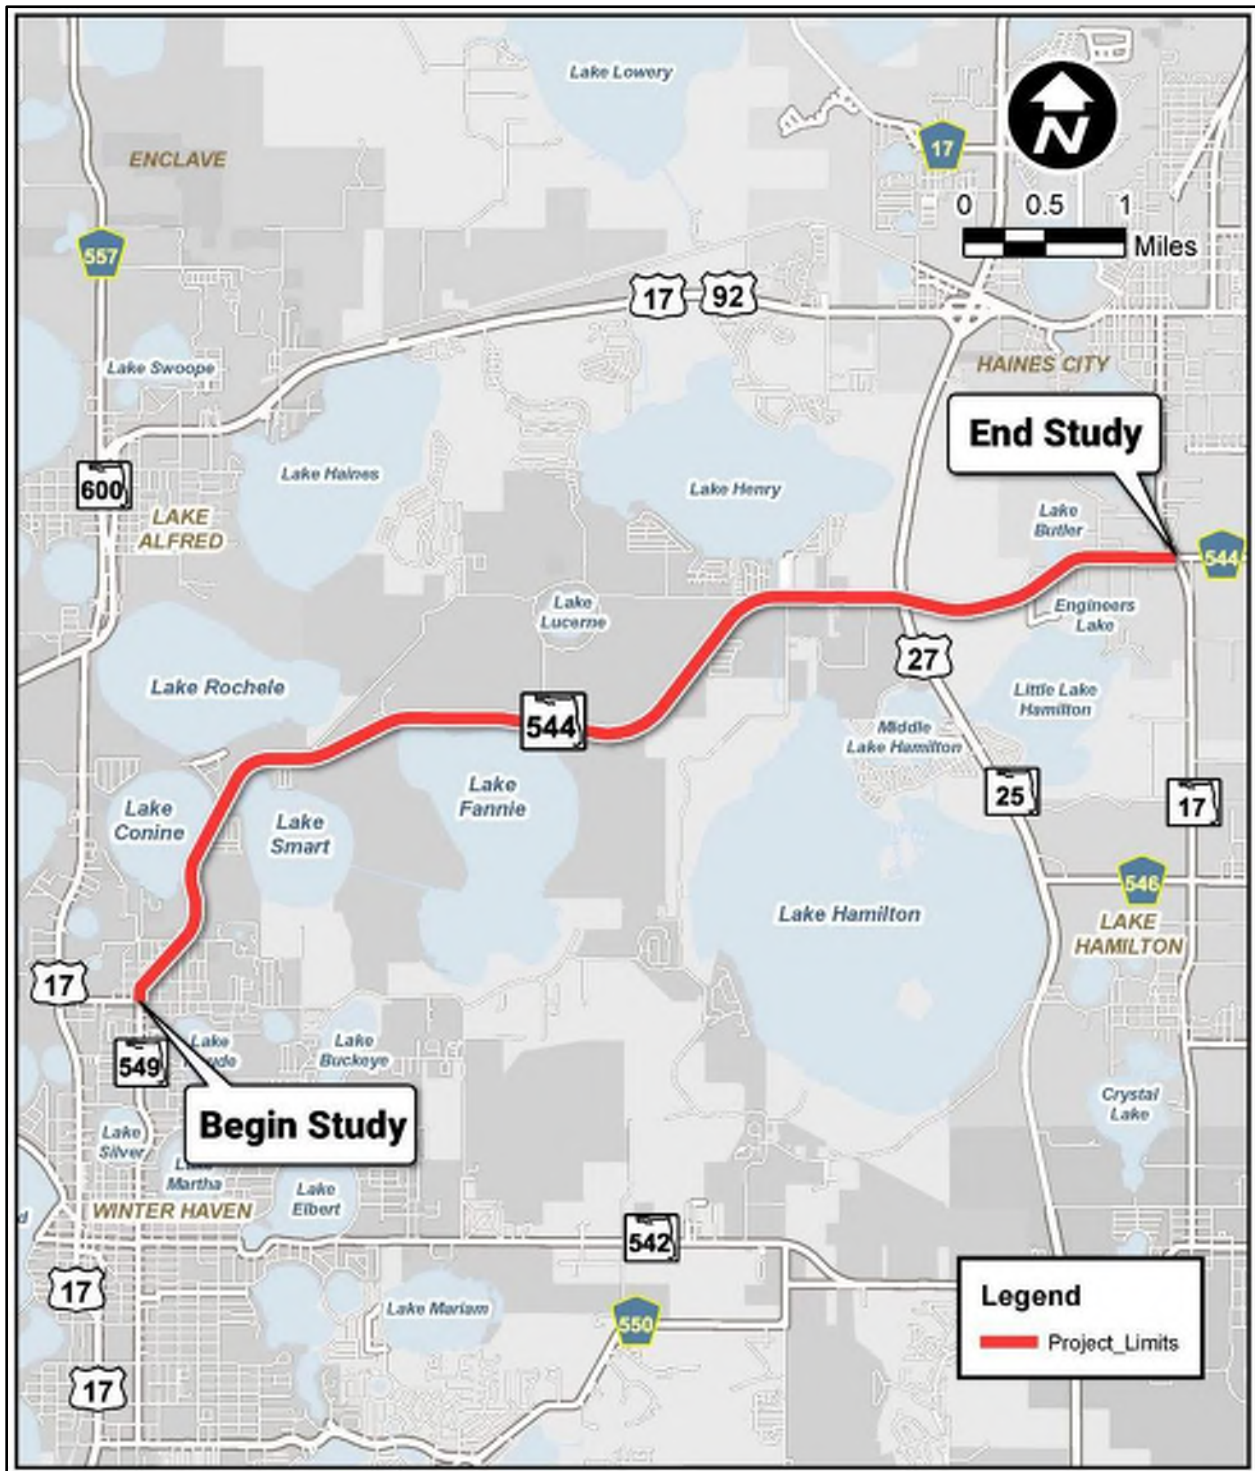 Lake Lowery
17
ENCLAVE
N
0 0.5 1
Miles
557
17 92
Lake Swoope
HAINES CITY
End Study
Lake Haines
600
Lake Henry
LAKE
ALFRED
Lake
Butler
544
Lake
Lucerne
Engineers
Lake
27
Lake Rochele
Little Lake
Hamilton
544
Middle
Lake Hamilton
Lake
Fannie
25
17
Lake
Conine
Lake
Smart
546
Lake Hamilton
LAKE
HAMILTON
17
549
Lake
Lake
Buckeye
Crystal
Lake
Begin Study
Lake
Silver
Martha
Lake
Elbert
WINTER HAVEN
d
542
17
Legend
Project_Limits
Lake Mariam
550
17